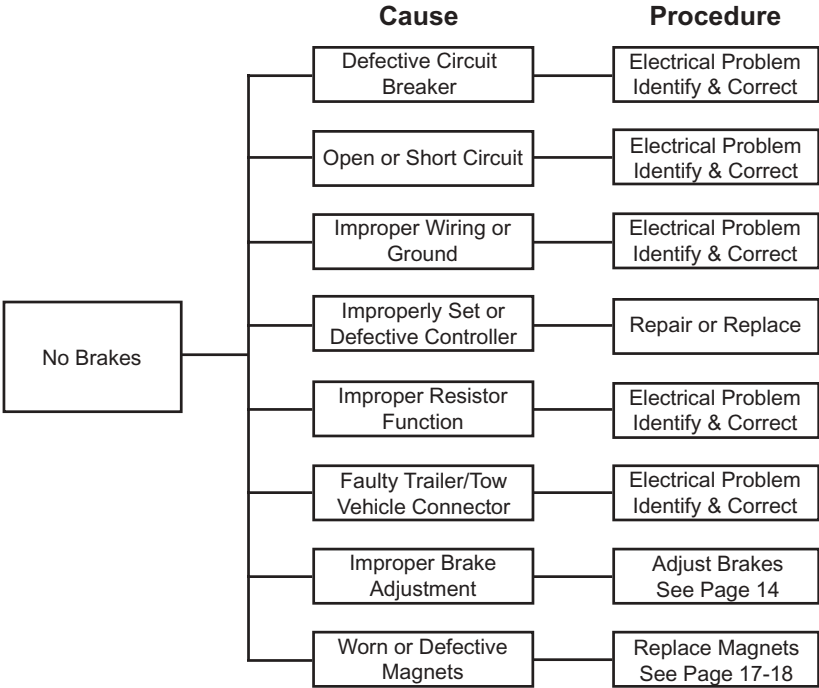 Cause
Procedure
Defective Circuit
Breaker
Electrical Problem
Identify & Correct
Open or Short Circuit
Electrical Problem
Identify & Correct
Improper Wiring or
Ground
Electrical Problem
Identify & Correct
No Brakes
Improperly Set or
Defective Controller
Repair or Replace
Improper Resistor
Function
Electrical Problem
Identify & Correct
Faulty Trailer/Tow
Vehicle Connector
Electrical Problem
Identify & Correct
Improper Brake
Adjustment
Adjust Brakes
See Page 14
Worn or Defective
Magnets
Replace Magnets
See Page 17-18